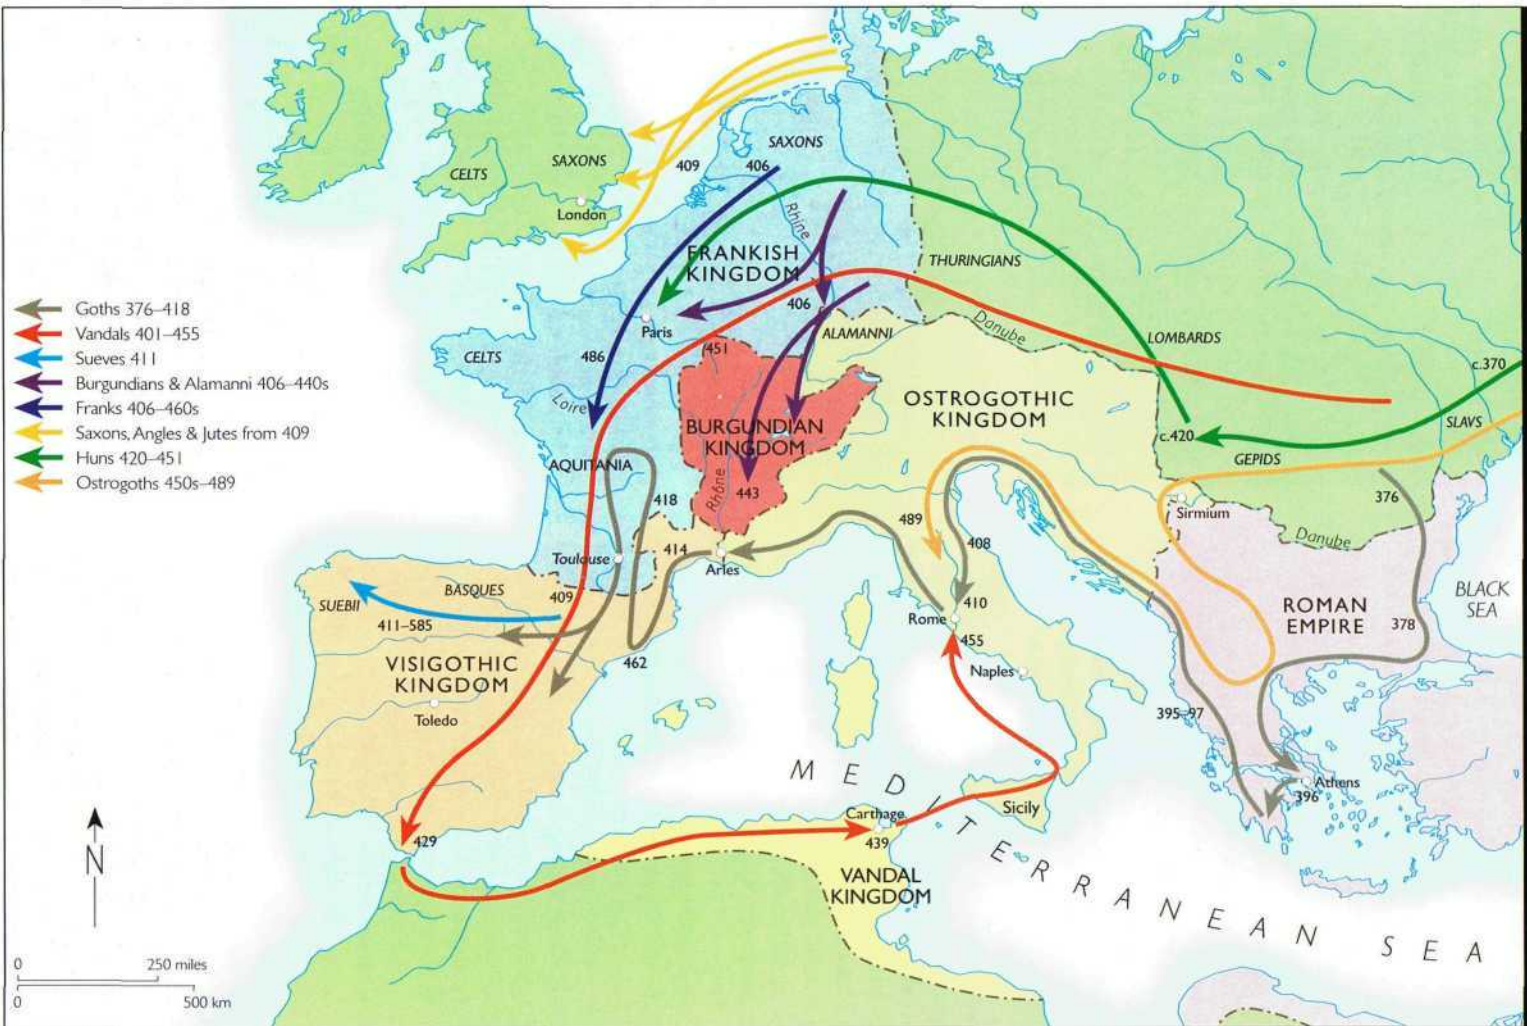 SAXONS
SAXONS
CELTS
London
409
406
Rhine
FRANKISH
KINGDOM
THURINGIANS
Goths 376–418
Vandals 401–455
Sueves 411
Burgundians & Alamanni 406–440s
Franks 406–460s
Saxons, Angles & Jutes from 409
Huns 420–451
Ostrogoths 450s–489
406
Paris
ALAMANNI
Danube
LOMBARDS
CELTS
486
451
c.370
Loire
OSTROGOTHIC
KINGDOM
BURGUNDIAN
KINGDOM
SLAVS
c.420
GEPIDS
AQUITANIA
Rhône
443
418
376
489
Sirmium
Danube
408
414
Toulouse
Arles
BASQUES
409
SUEBII
411–585
410
Rome
455
BLACK
SEA
ROMAN
EMPIRE
378
VISIGOTHIC
KINGDOM
462
Naples
Toledo
395–97
MEDITERRANEAN SEA
Athens
396
Sicily
Carthage
439
429
N
VANDAL
KINGDOM
0 250 miles
0 500 km